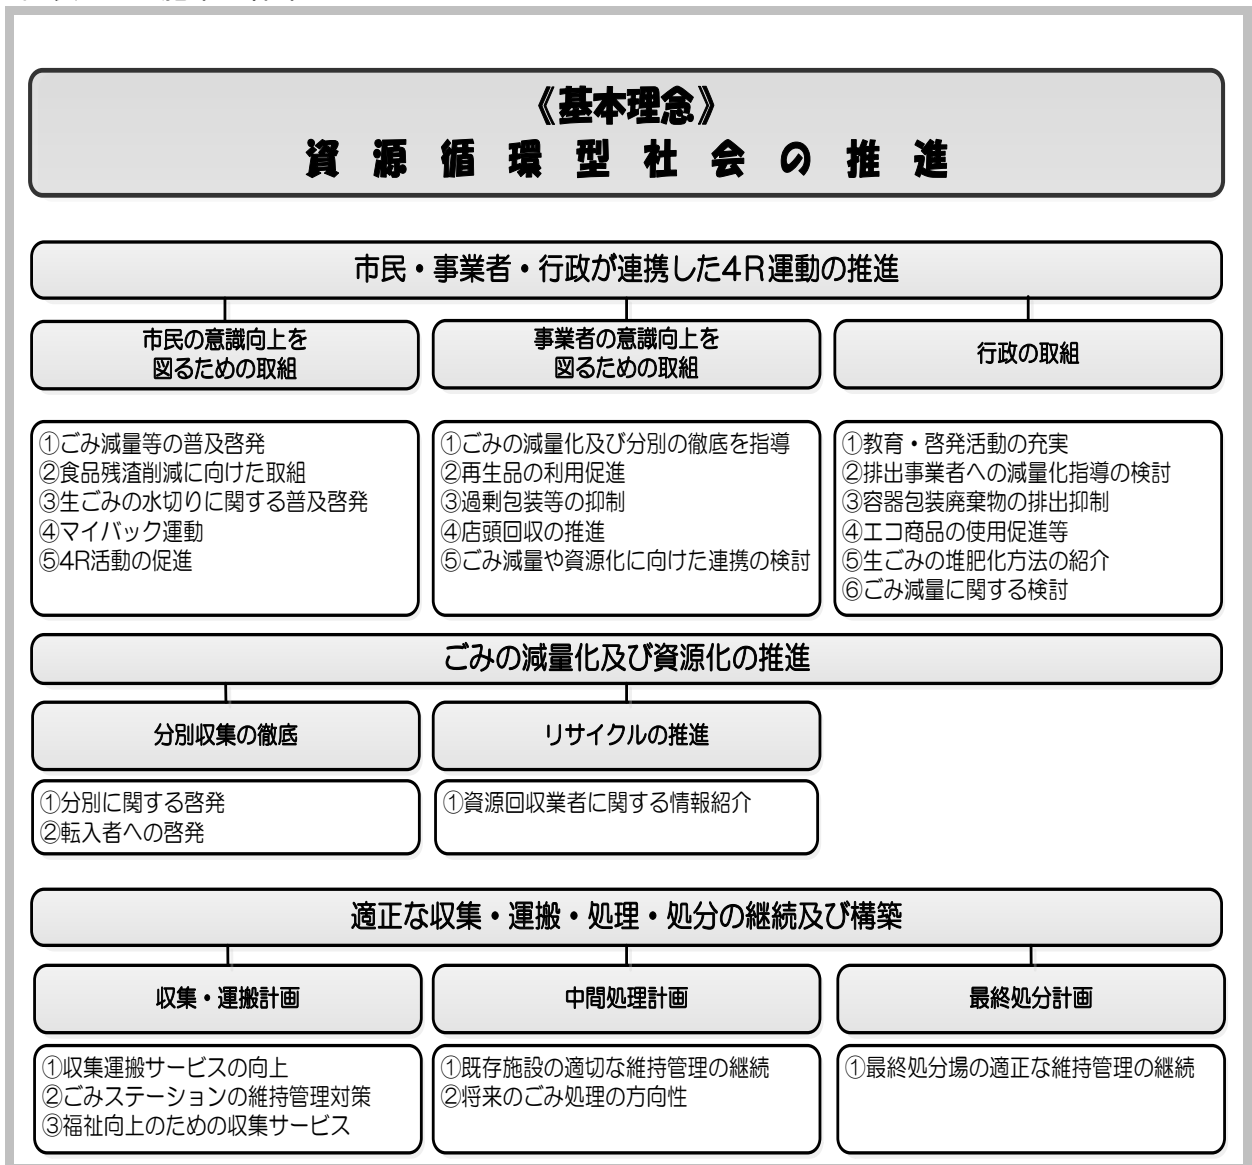 《基本理念》
資源循環型社会の推進
市民・事業者・行政が連携した4R運動の推進
市民の意識向上を
図るための取組
①ごみ減量等の普及啓発
②食品残渣削減に向けた取組
③生ごみの水切りに関する普及啓発
④マイバック運動
⑤4R活動の促進
事業者の意識向上を
図るための取組
①ごみの減量化及び分別の徹底を指導
②再生品の利用促進
③過剰包装等の抑制
④店頭回収の推進
⑤ごみ減量や資源化に向けた連携の検討
行政の取組
①教育・啓発活動の充実
②排出事業者への減量化指導の検討
③容器包装廃棄物の排出抑制
④エコ商品の使用促進等
⑤生ごみの堆肥化方法の紹介
⑥ごみ減量に関する検討
ごみの減量化及び資源化の推進
分別収集の徹底
①分別に関する啓発
②転入者への啓発
リサイクルの推進
①資源回収業者に関する情報紹介
適正な収集・運搬・処理・処分の継続及び構築
収集・運搬計画
①収集運搬サービスの向上
②ごみステーションの維持管理対策
③福祉向上のための収集サービス
中間処理計画
①既存施設の適切な維持管理の継続
②将来のごみ処理の方向性
最終処分計画
①最終処分場の適正な維持管理の継続